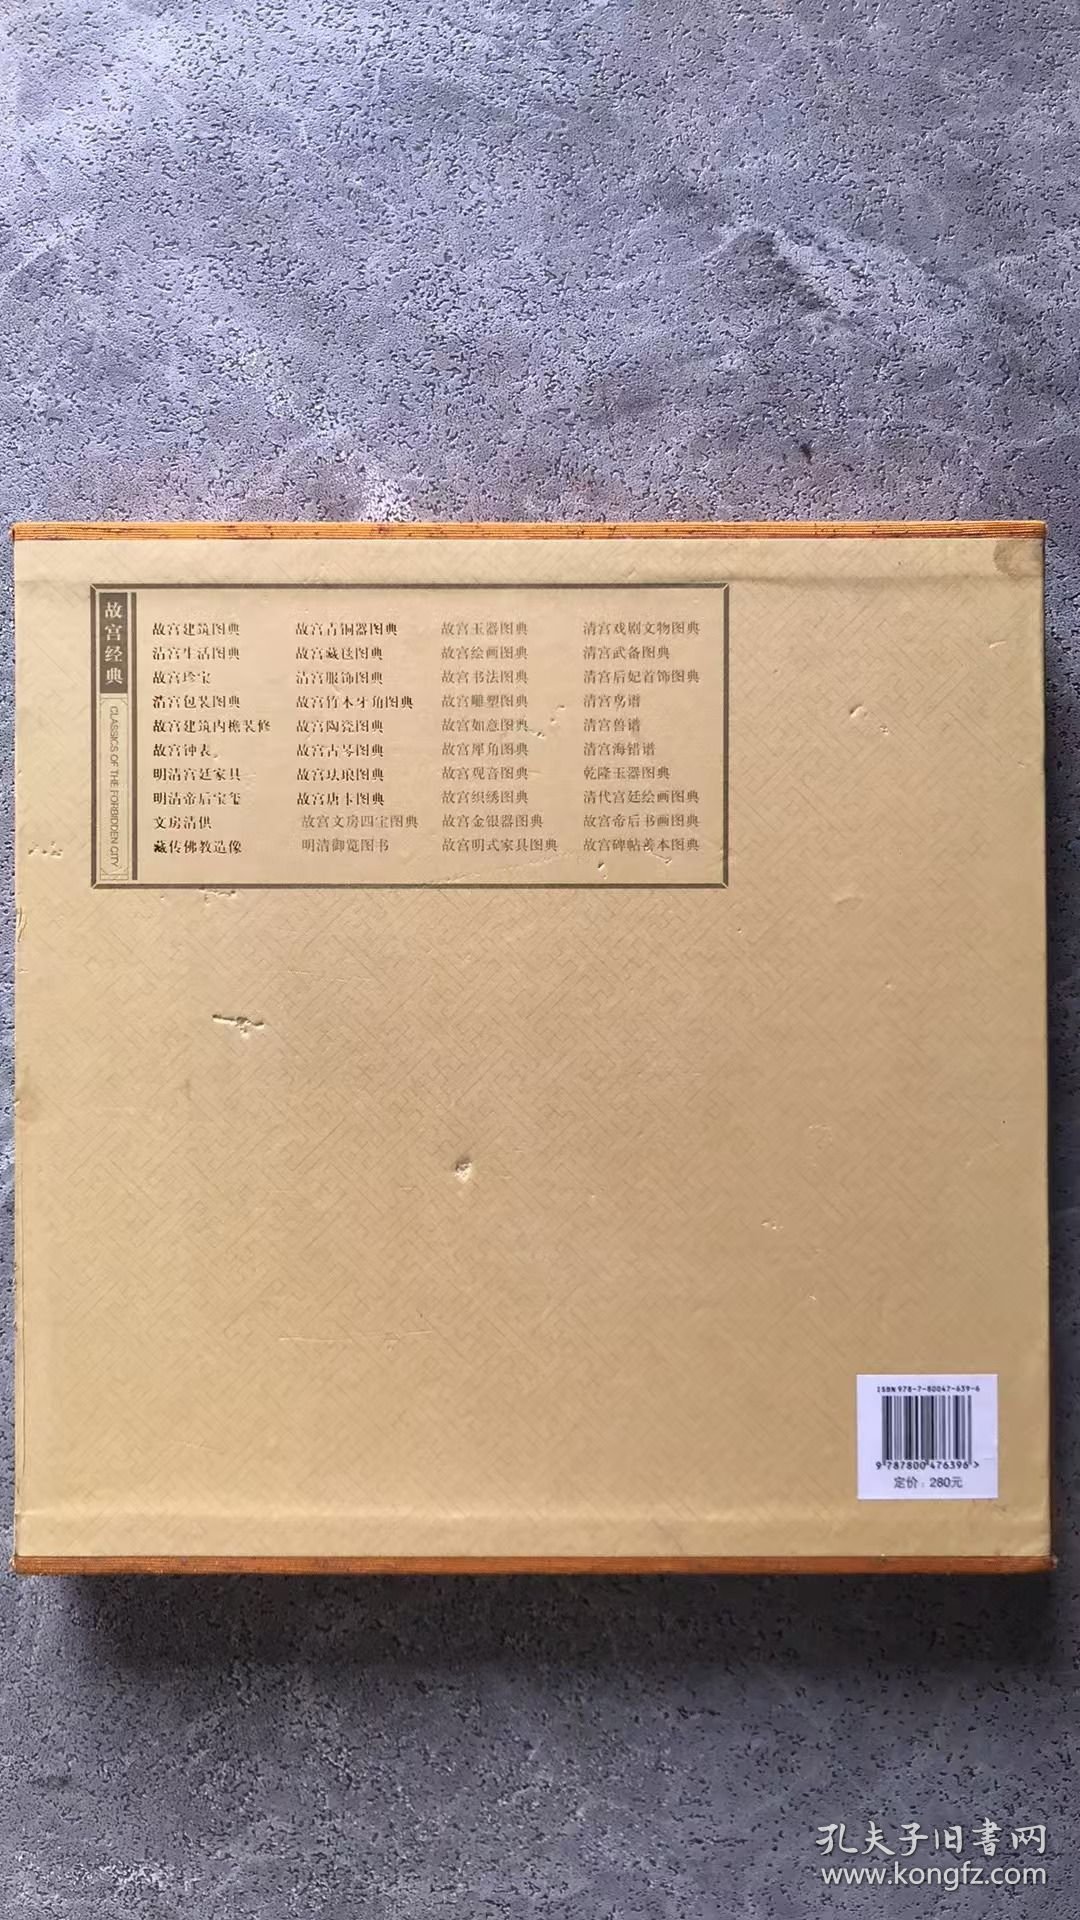 故宫经典
CLASSICS OF THE FORBIDDEN CITY
故宫建筑图典 故宫青铜器图典 故宫玉器图典 清宫戏剧文物图典
清宫生活图典 故宫藏毯图典 故宫绘画图典 清宫武备图典
故宫珍宝 清宫服饰图典 故宫书法图典 清宫后妃首饰图典
清宫包装图典 故宫竹木牙角图典 故宫雕塑图典 清宫鸟谱
故宫建筑内檐装修 故宫陶瓷图典 故宫如意图典 清宫兽谱
故宫钟表 故宫古琴图典 故宫犀角图典 清宫海错谱
明清宫廷家具 故宫珐琅图典 故宫观音图典 乾隆玉器图典
明清帝后宝玺 故宫唐卡图典 故宫织绣图典 清代宫廷绘画图典
文房清供 故宫文房四宝图典 故宫金银器图典 故宫帝后书画图典
藏传佛教造像 明清御览图书 故宫明式家具图典 故宫碑帖善本图典
ISBN 978-7-80047-639-6
9 787800 476396 >
定价：280元
孔夫子旧書网
www.kongfz.com